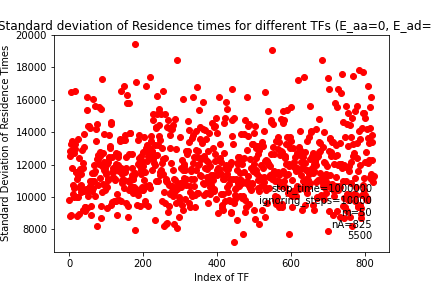 Standard deviation of Residence times for different TFs (E_aa=0, E_ad=
Standard Deviation of Residence Times
20000
18000
16000
14000
12000
10000
8000
stop_time=1000000
ignoring_steps=10000
m=50
nA=825
5500
0 200 400 600 800
Index of TF